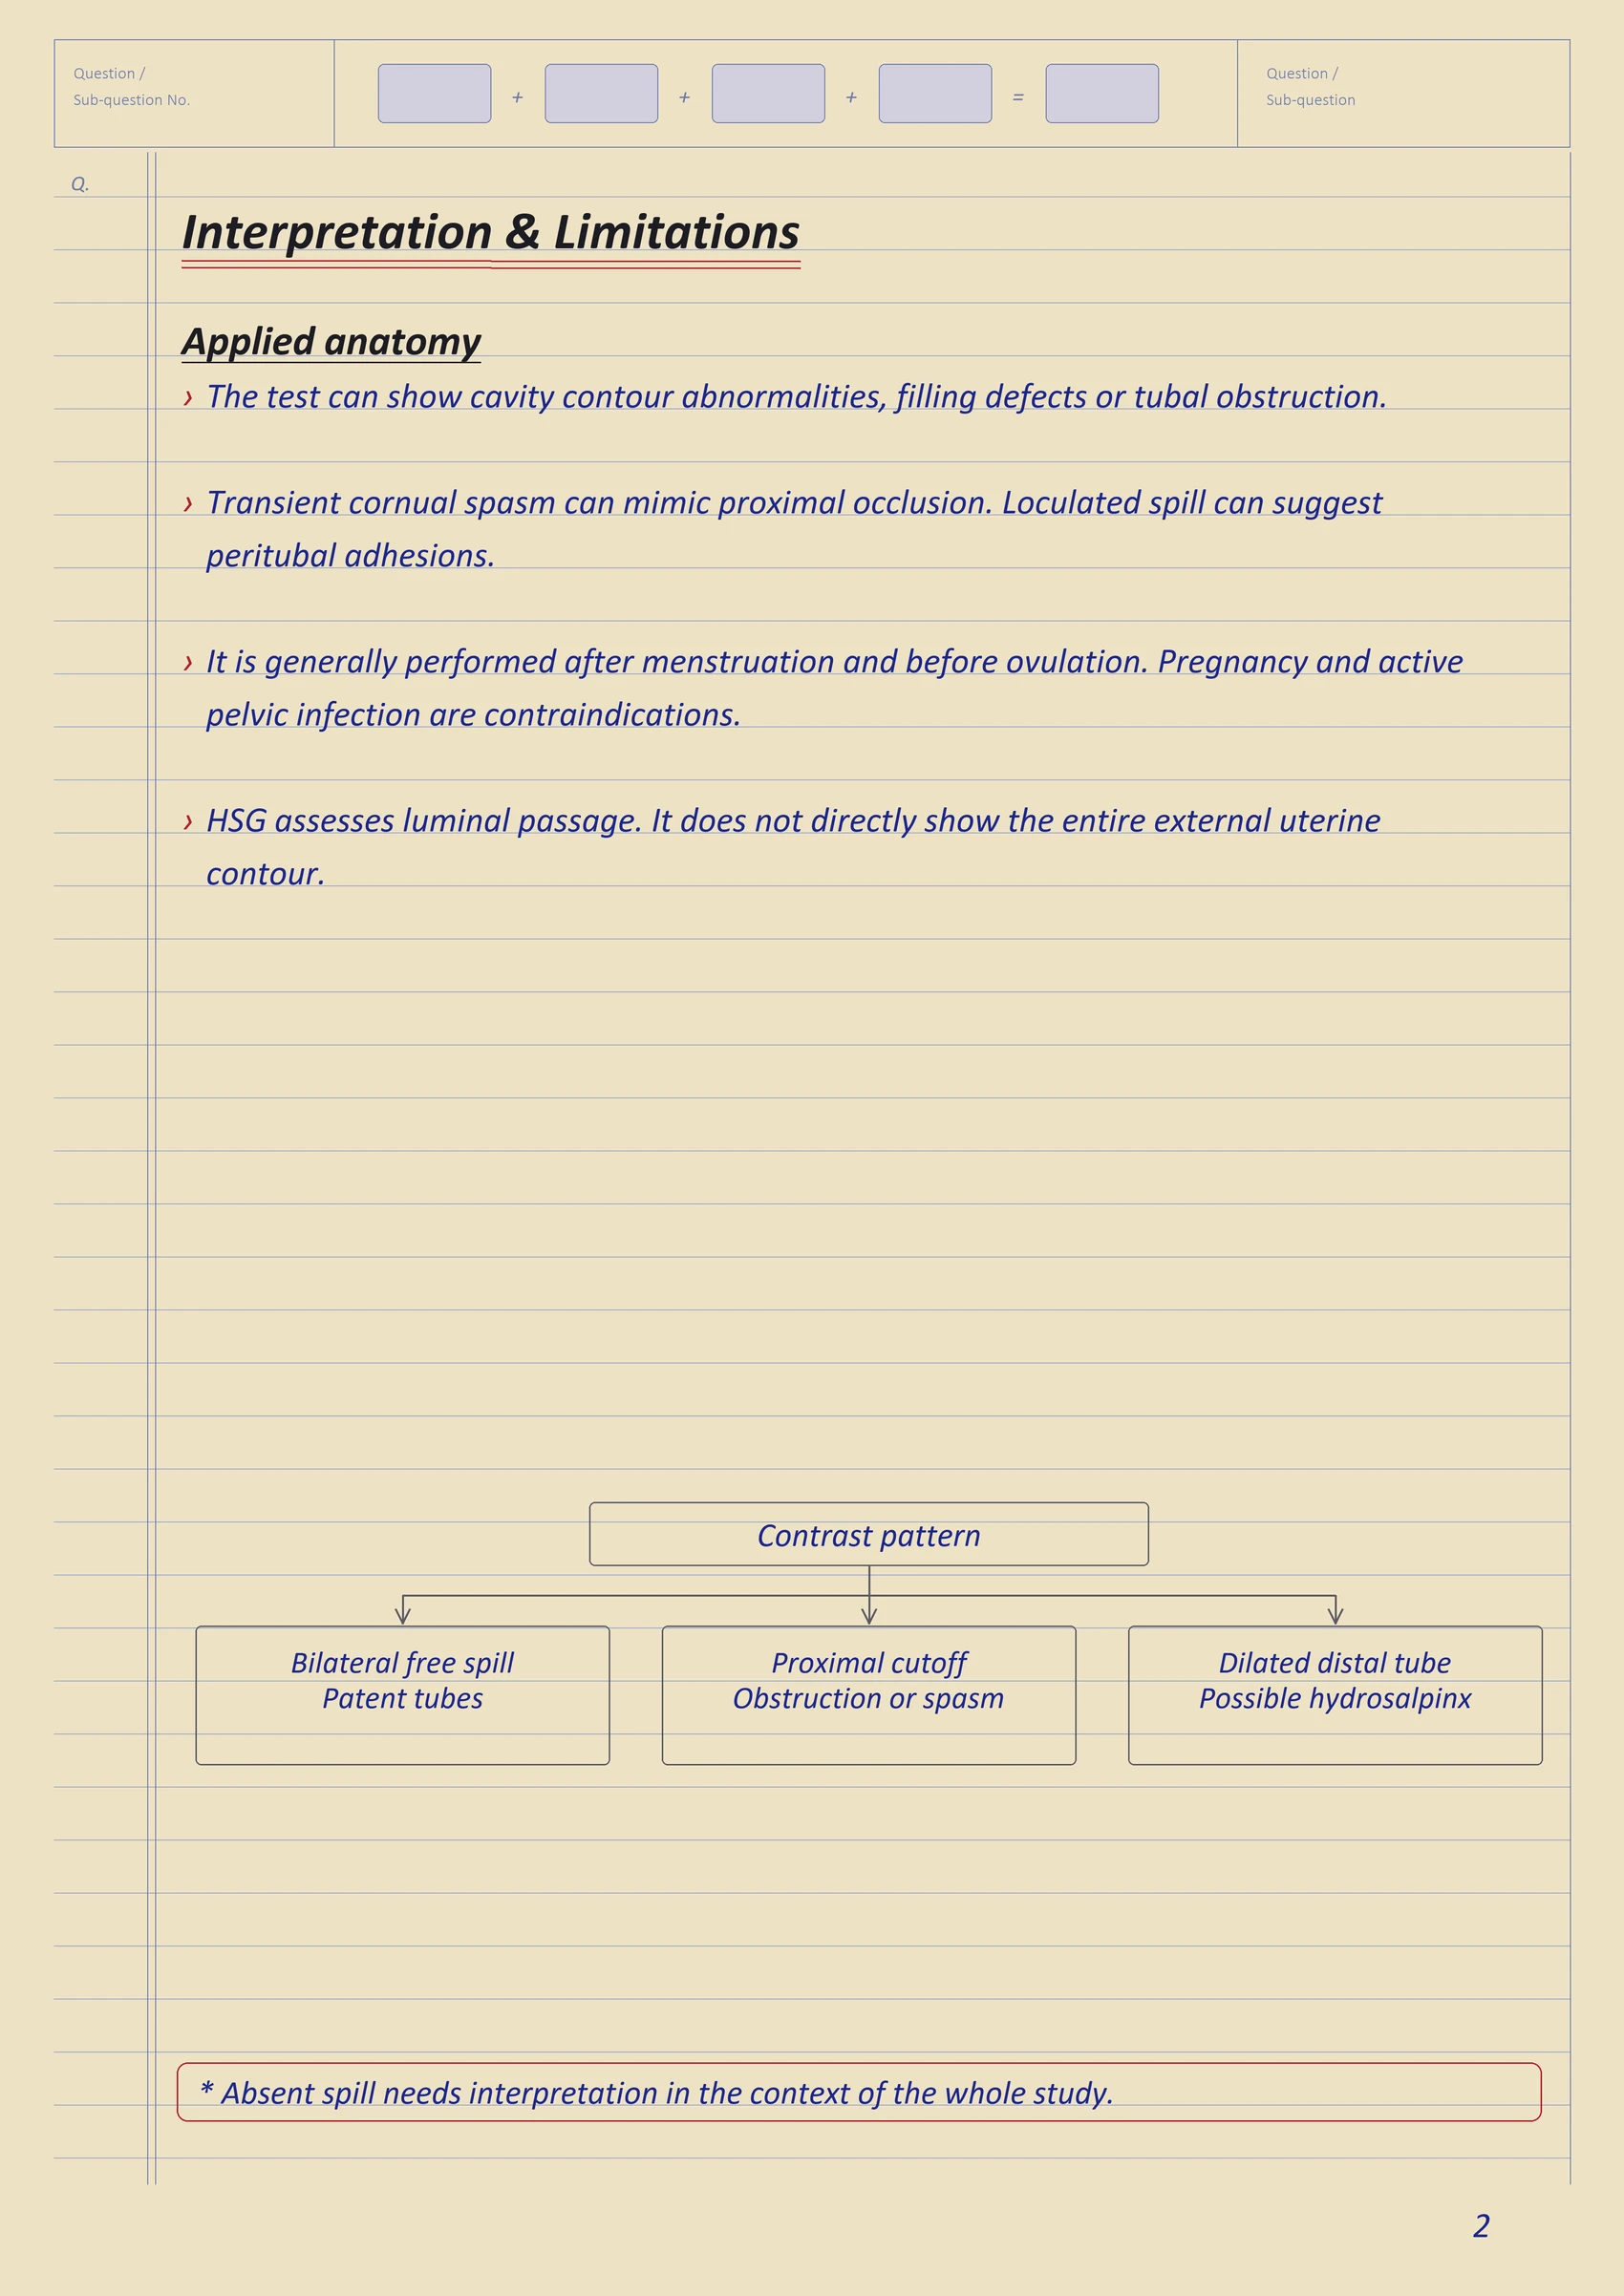 Question /
Sub-question No.
+ + + =
Question /
Sub-question
Q.
Interpretation & Limitations
Applied anatomy
› The test can show cavity contour abnormalities, filling defects or tubal obstruction.
› Transient cornual spasm can mimic proximal occlusion. Loculated spill can suggest
peritubal adhesions.
› It is generally performed after menstruation and before ovulation. Pregnancy and active
pelvic infection are contraindications.
› HSG assesses luminal passage. It does not directly show the entire external uterine
contour.
Contrast pattern
Bilateral free spill
Patent tubes
Proximal cutoff
Obstruction or spasm
Dilated distal tube
Possible hydrosalpinx
* Absent spill needs interpretation in the context of the whole study.
2